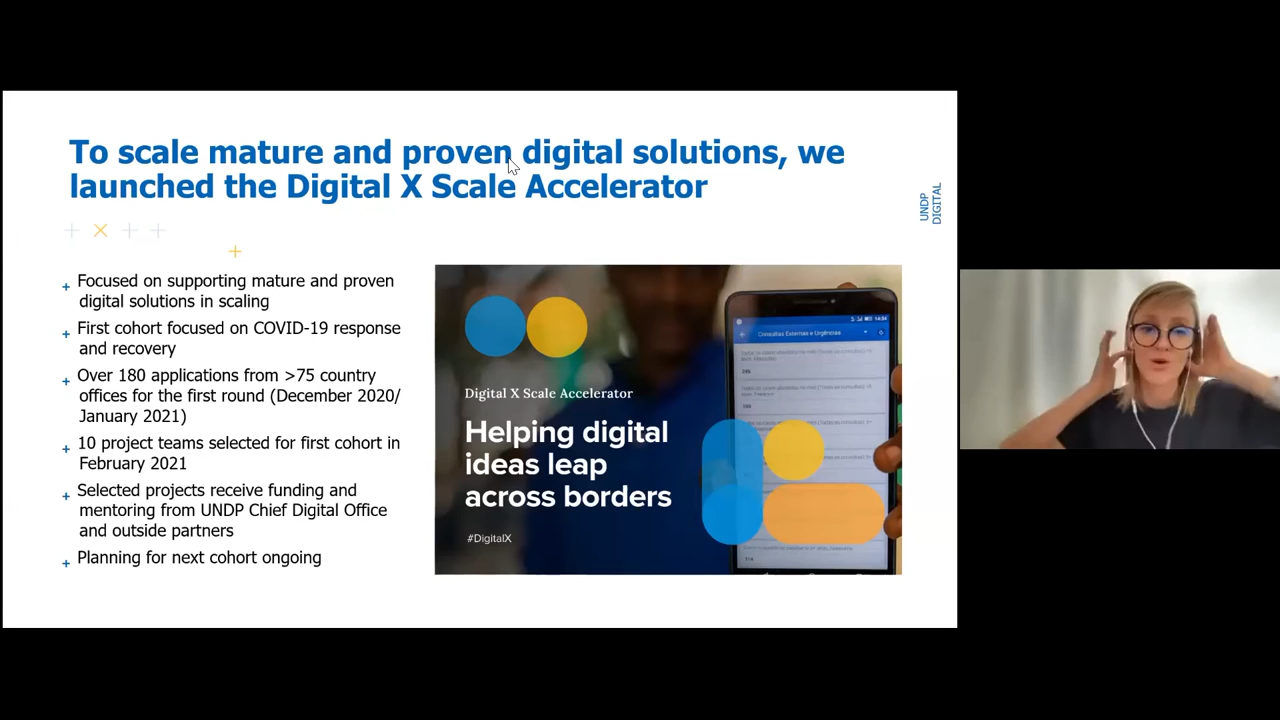 To scale mature and proven digital solutions, we
launched the Digital X Scale Accelerator
UNDP
DIGITAL
+ Focused on supporting mature and proven
digital solutions in scaling
+ First cohort focused on COVID-19 response
and recovery
+ Over 180 applications from >75 country
offices for the first round (December 2020/
January 2021)
+ 10 project teams selected for first cohort in
February 2021
+ Selected projects receive funding and
mentoring from UNDP Chief Digital Office
and outside partners
+ Planning for next cohort ongoing
Digital X Scale Accelerator
Helping digital
ideas leap
across borders
#DigitalX
Consultas Externas e Urgências